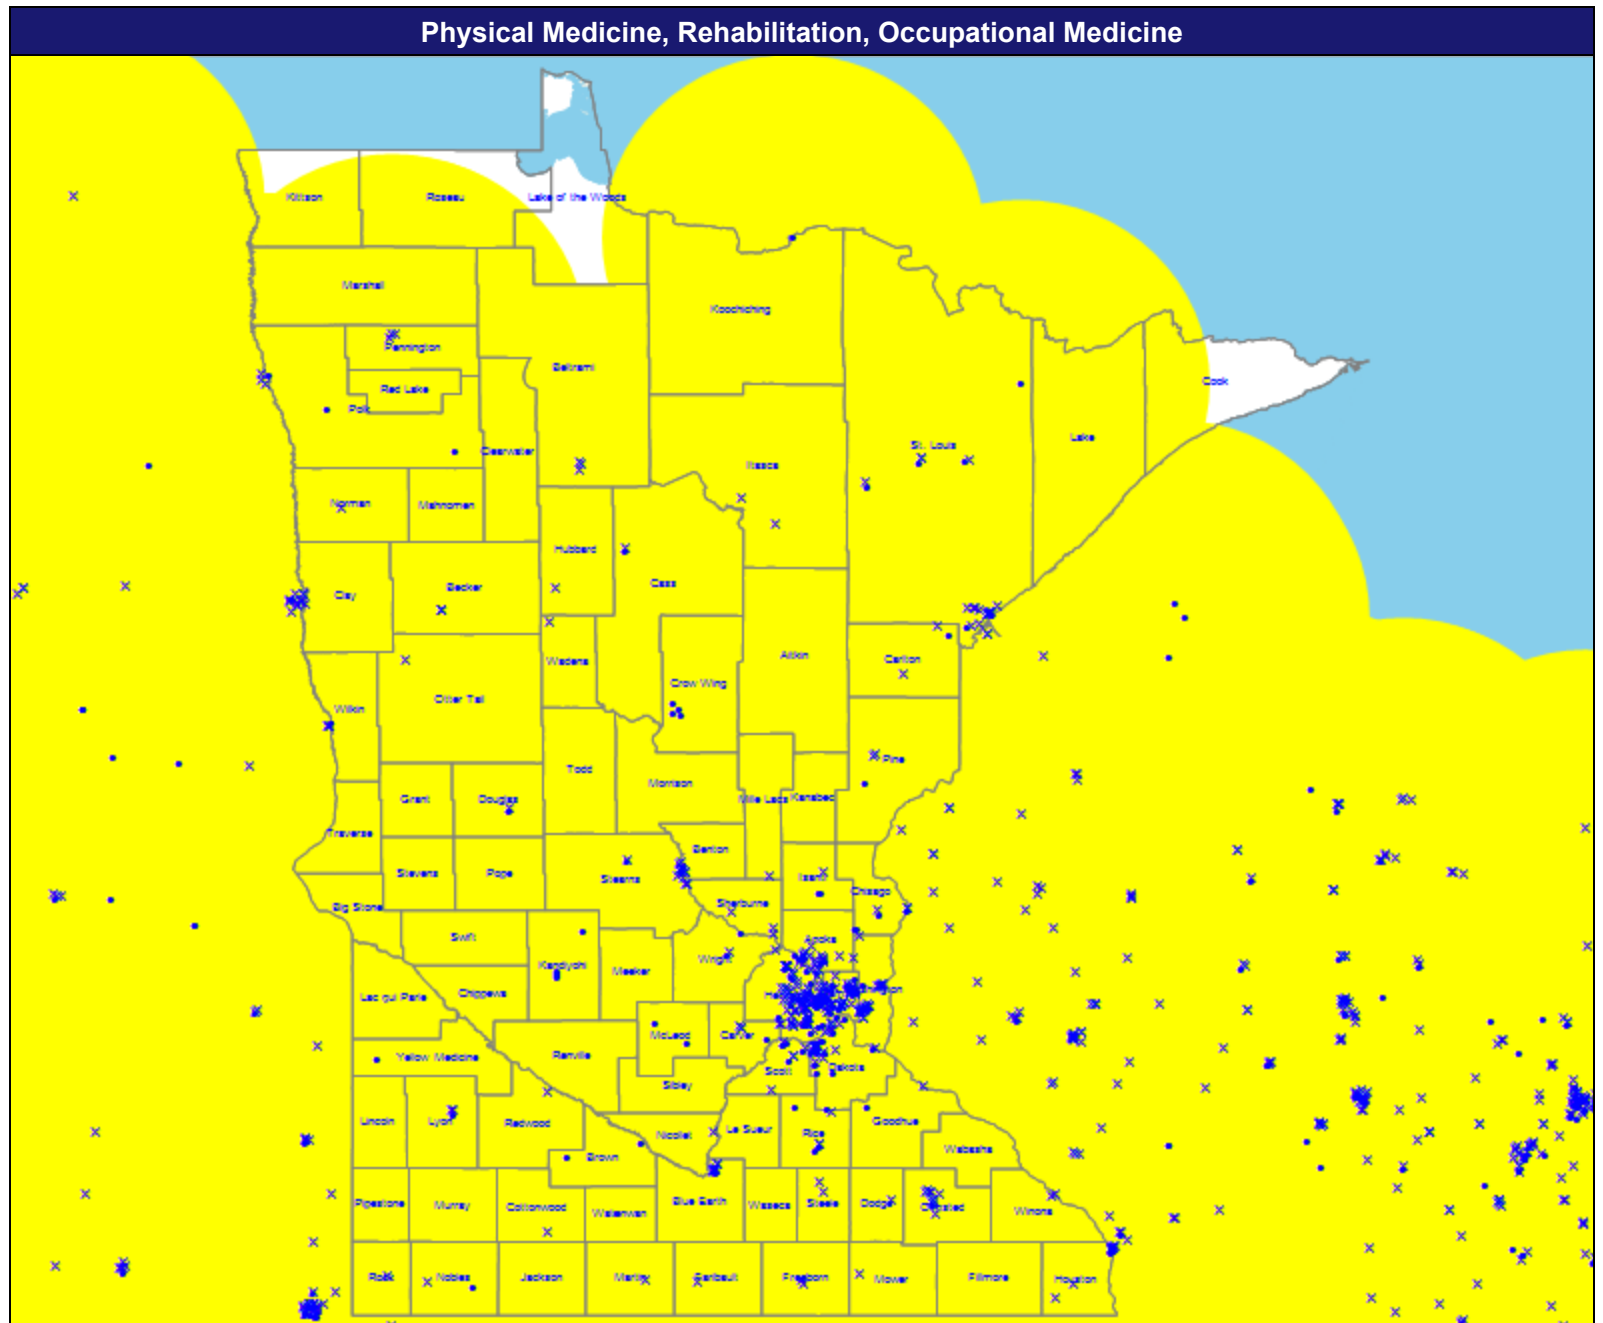 Physical Medicine, Rehabilitation, Occupational Medicine
Kittson
Roseau
Lake of the Woods
Marshall
Koochiching
Pennington
Beltrami
Red Lake
Cook
Polk
Lake
St. Louis
Clearwater
Itasca
Norman
Mahnomen
Hubbard
Cass
Becker
Clay
Aitkin
Carlton
Wadena
Crow Wing
Otter Tail
Wilkin
Pine
Todd
Morrison
Grant
Douglas
Mille Lacs
Kanabec
Traverse
Benton
Stevens
Pope
Stearns
Isanti
Chisago
Big Stone
Sherburne
Swift
Anoka
Wright
Kandiyohi
Meeker
Lac qui Parle
Chippewa
McLeod
Carver
Yellow Medicine
Renville
Scott
Dakota
Sibley
Lincoln
Lyon
Redwood
Nicollet
Le Sueur
Rice
Goodhue
Brown
Wabasha
Pipestone
Murray
Cottonwood
Watonwan
Blue Earth
Waseca
Steele
Dodge
Olmsted
Winona
Rock
Nobles
Jackson
Martin
Faribault
Freeborn
Mower
Fillmore
Houston